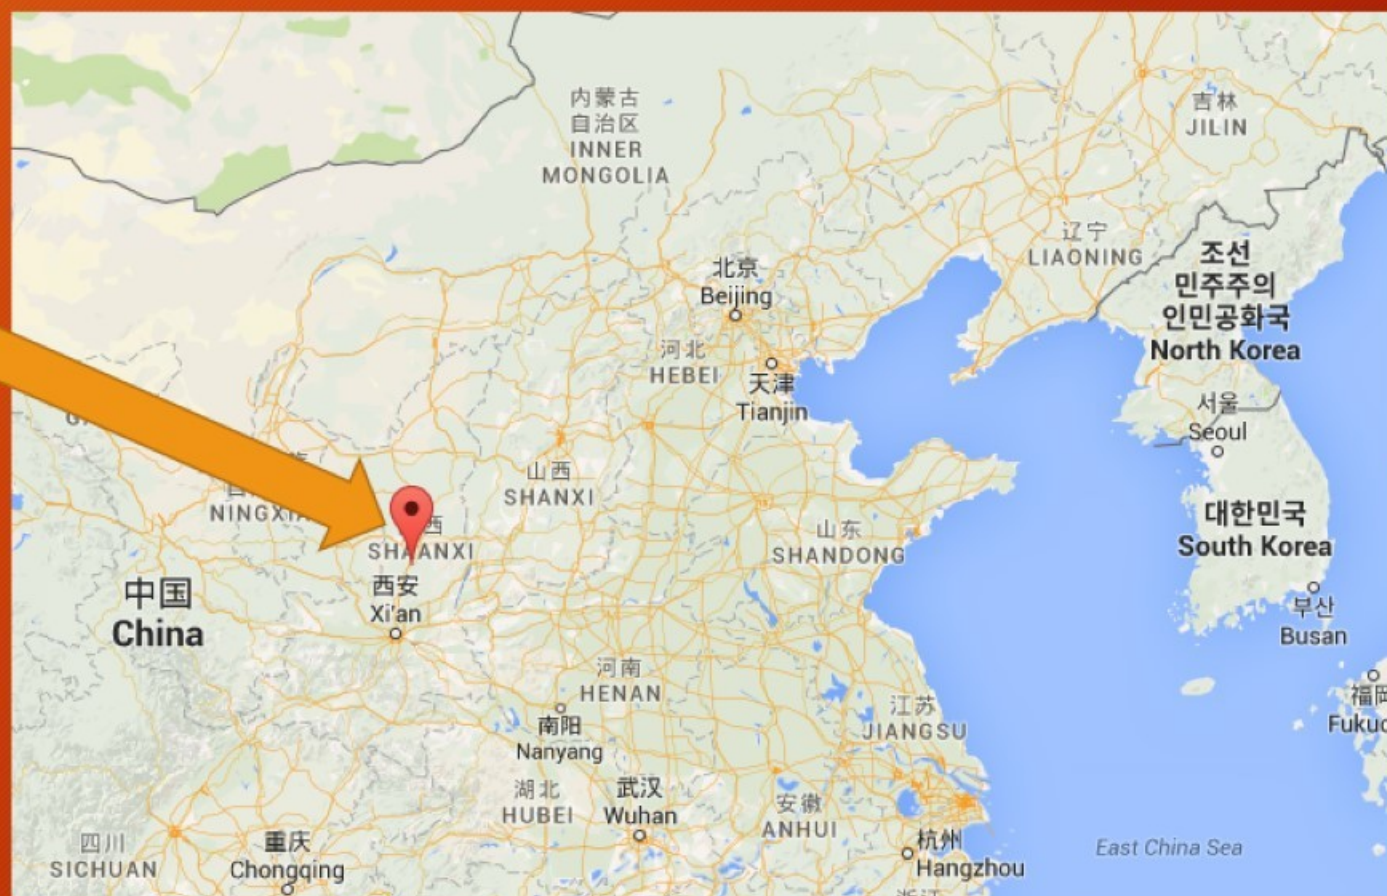 内蒙古
自治区
INNER
MONGOLIA
吉林
JILIN
辽宁
LIAONING
조선
민주주의
인민공화국
North Korea
北京
Beijing
河北
HEBEI
天津
Tianjin
서울
Seoul
山西
SHANXI
NINGXIA
西
SHAANXI
山东
SHANDONG
대한민국
South Korea
中国
China
西安
Xi'an
부산
Busan
河南
HENAN
江苏
JIANGSU
南阳
Nanyang
湖北
HUBEI
武汉
Wuhan
安徽
ANHUI
四川
SICHUAN
重庆
Chongqing
杭州
Hangzhou
East China Sea